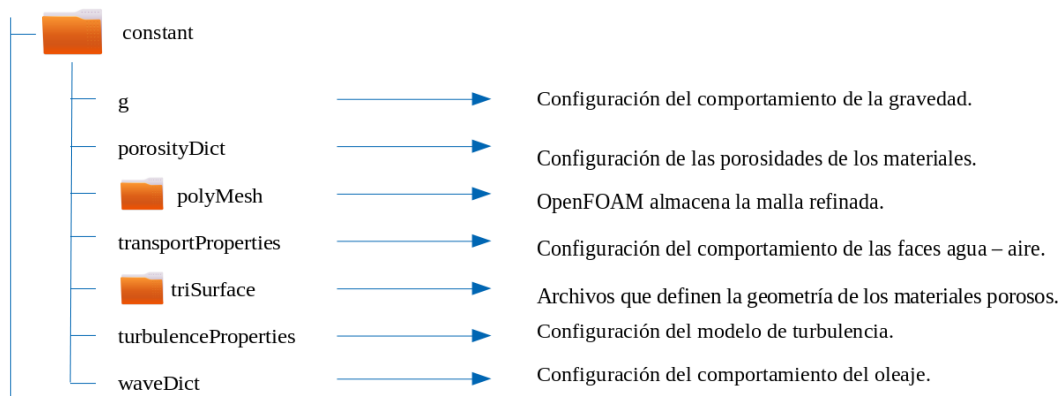 constant
g
Configuración del comportamiento de la gravedad.
porosityDict
Configuración de las porosidades de los materiales.
polyMesh
OpenFOAM almacena la malla refinada.
transportProperties
Configuración del comportamiento de las faces agua – aire.
triSurface
Archivos que definen la geometría de los materiales porosos.
turbulenceProperties
Configuración del modelo de turbulencia.
waveDict
Configuración del comportamiento del oleaje.